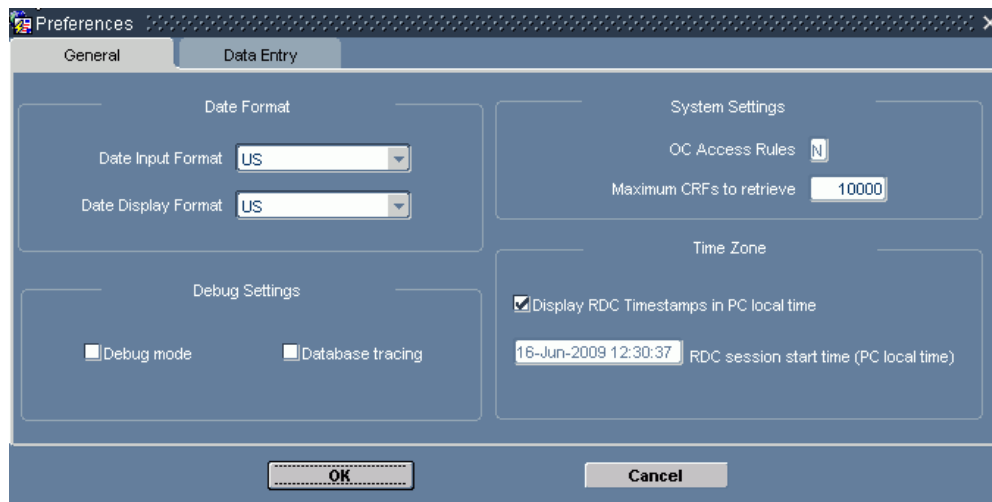 Preferences
General
Data Entry
Date Format
Date Input Format US
Date Display Format US
Debug Settings
Debug mode
Database tracing
System Settings
OC Access Rules N
Maximum CRFs to retrieve 10000
Time Zone
Display RDC Timestamps in PC local time
16-Jun-2009 12:30:37 RDC session start time (PC local time)
OK
Cancel